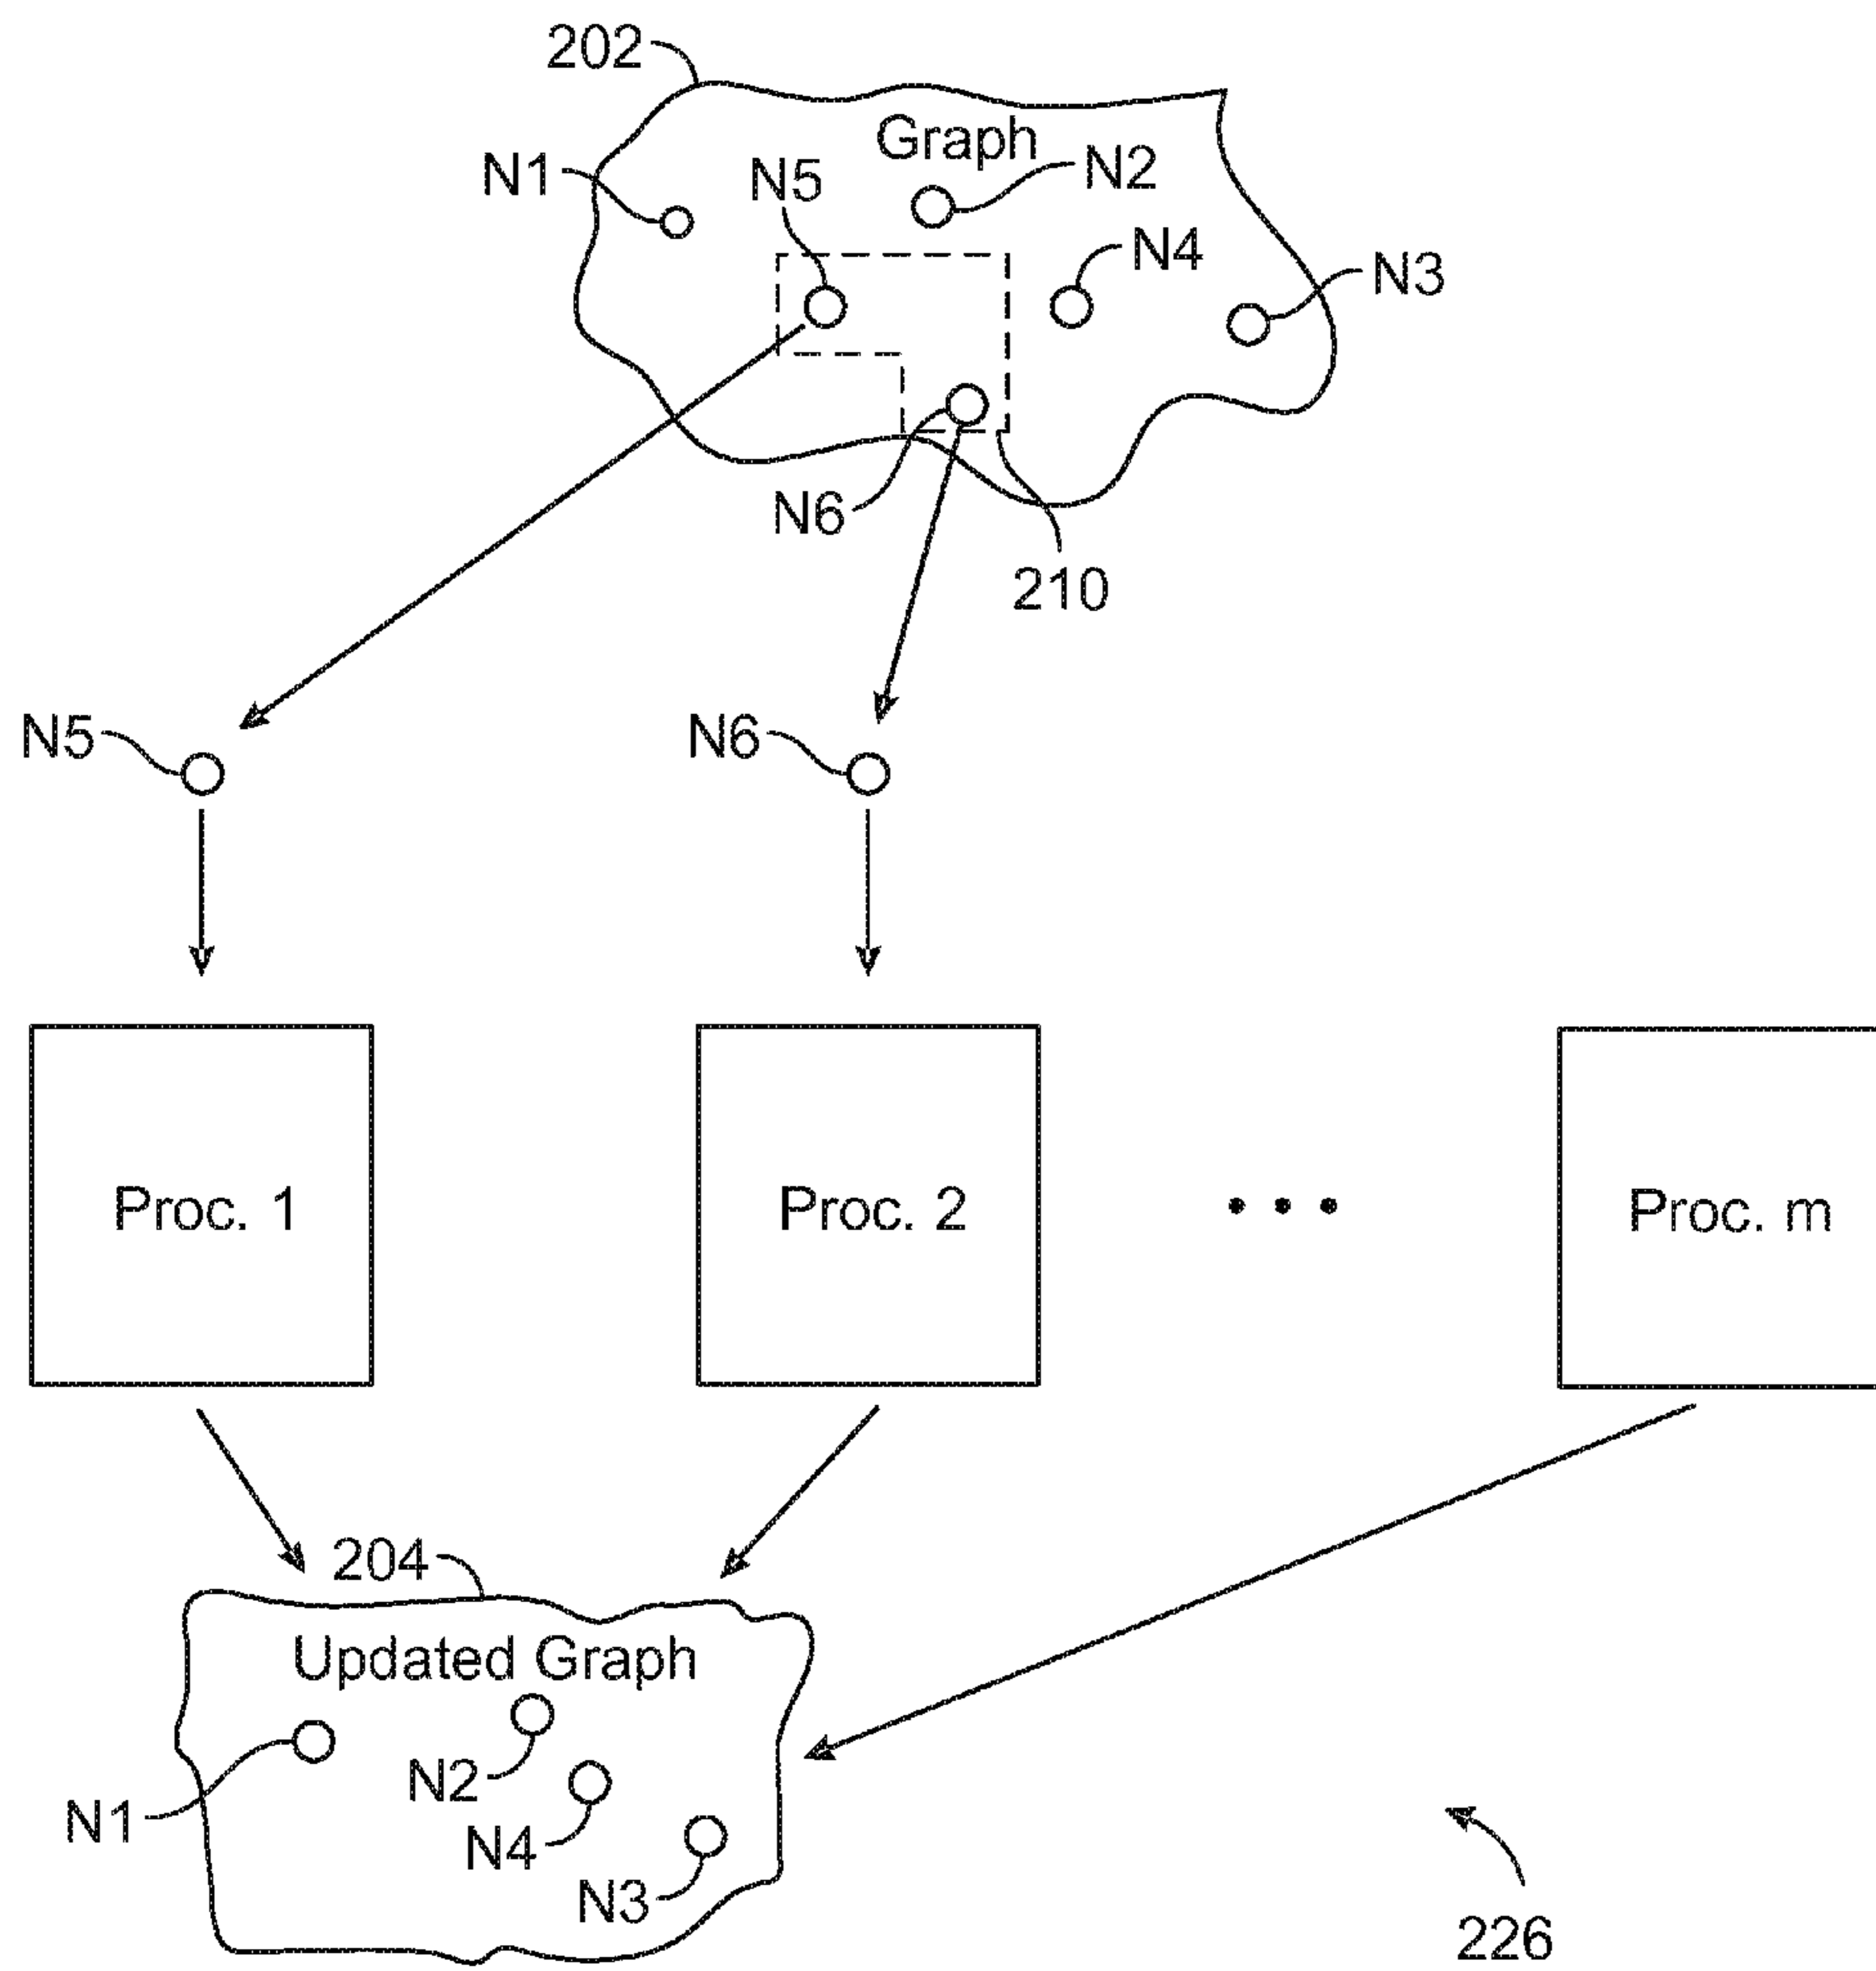 202
Graph
N1
N5
N2
N4
N3
N6
210
N5
N6
Proc. 1
Proc. 2
• • •
Proc. m
204
Updated Graph
N1
N2
N4
N3
226